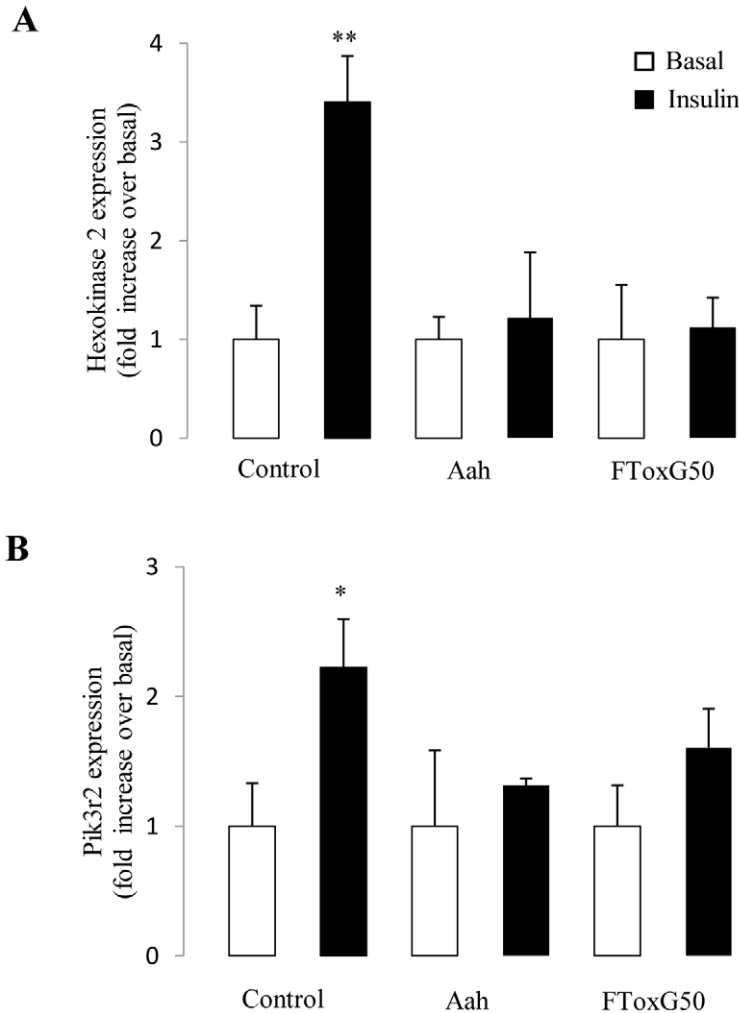 A
Hexokinase 2 expression
(fold increase over basal)
4
3
2
1
0
**
Basal
Insulin
Control
Aah
FToxG50
B
Pik3r2 expression
(fold increase over basal)
3
2
1
0
*
Control
Aah
FToxG50